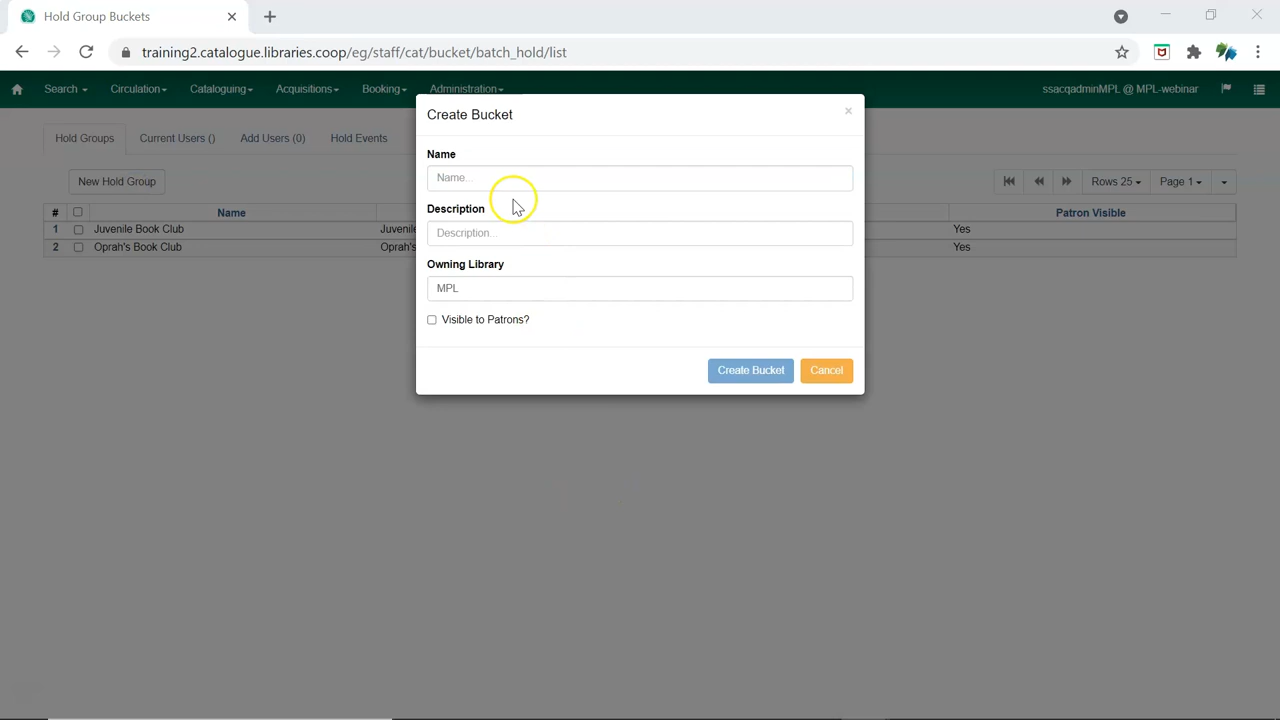 Hold Group Buckets
training2.catalogue.libraries.coop/eg/staff/cat/bucket/batch_hold/list
Search Circulation Cataloguing Acquisitions Booking Administration ssacqadminMPL @ MPL-webinar
Create Bucket ×
Hold Groups Current Users () Add Users (0) Hold Events
Name
Name...
New Hold Group Rows 25 Page 1
Description
# Name Patron Visible
1 Juvenile Book Club Yes
Description...
2 Oprah's Book Club Oprah's Yes
Owning Library
MPL
Visible to Patrons?
Create Bucket Cancel